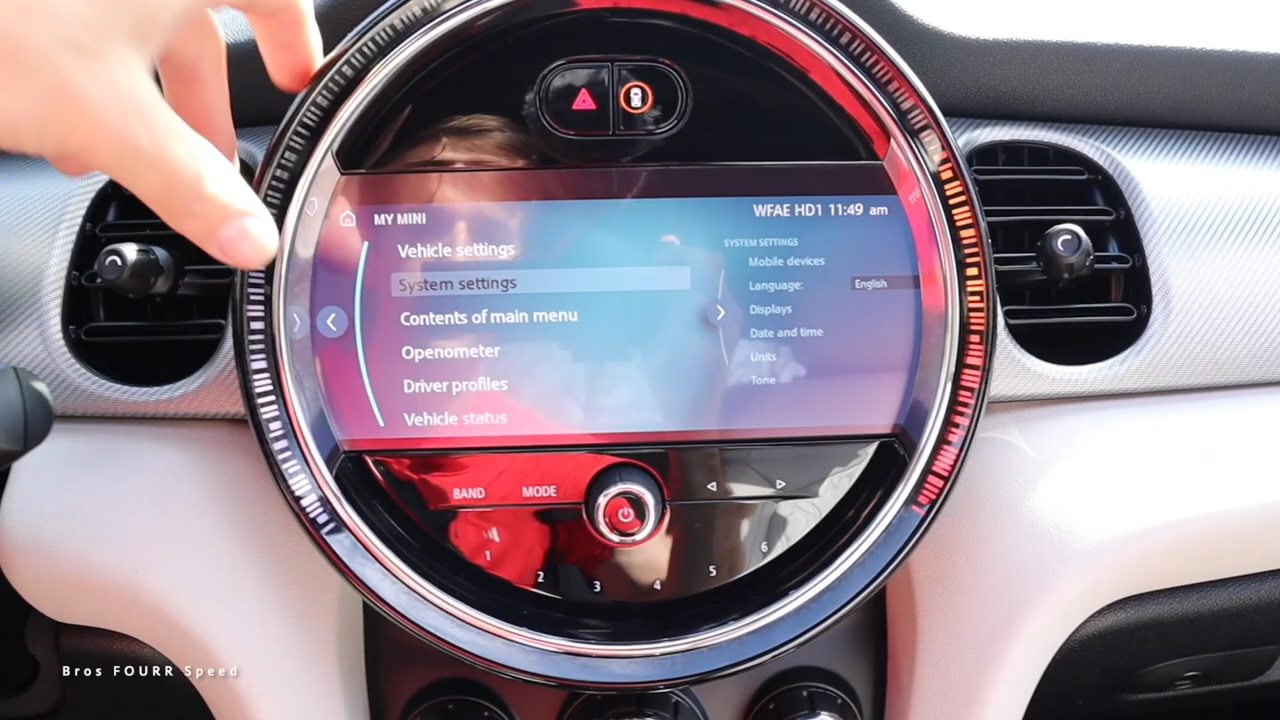 MY MINI
WFAE HD1 11:49 am
Vehicle settings
System settings
Contents of main menu
Openometer
Driver profiles
Vehicle status
SYSTEM SETTINGS
Mobile devices
Language: English
Displays
Date and time
Units
Tone
BAND MODE
1 2 3 4 5 6
Bros FOURR Speed